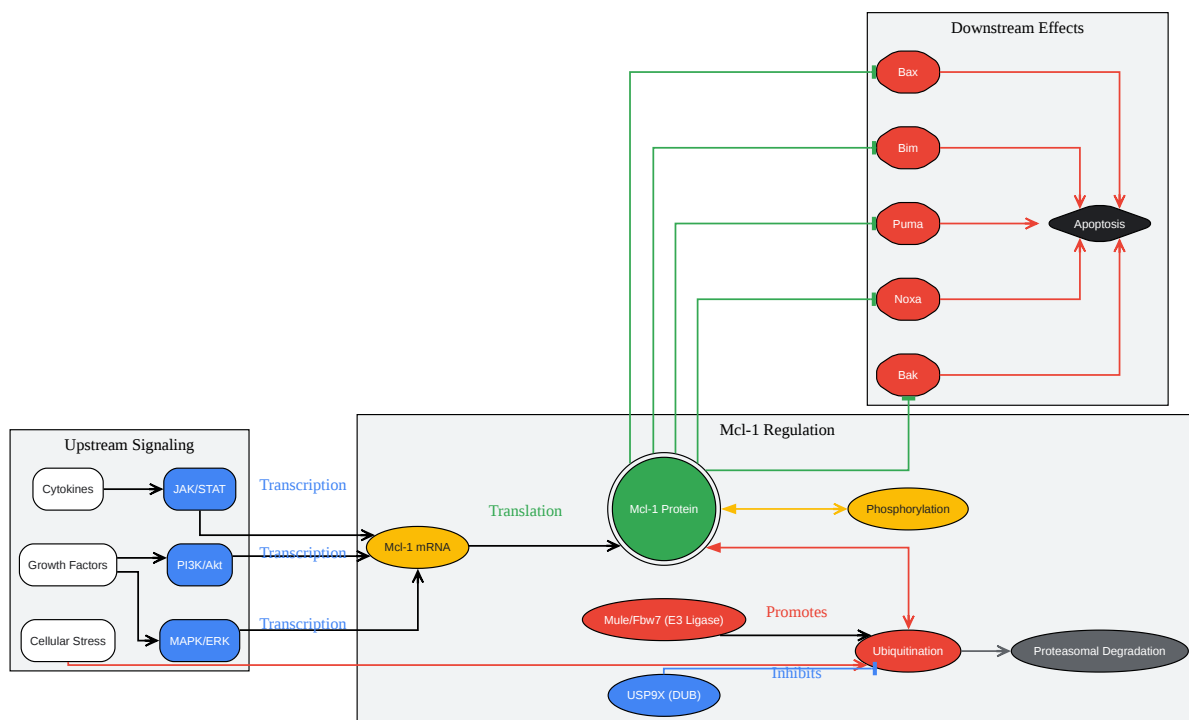 Downstream Effects
Bax
Bim
Puma
Apoptosis
Noxa
Bak
Mcl-1 Regulation
Upstream Signaling
Cytokines
JAK/STAT
Transcription
Translation
Mcl-1 Protein
Phosphorylation
Mcl-1 mRNA
Growth Factors
PI3K/Akt
Transcription
Cellular Stress
MAPK/ERK
Transcription
Mule/Fbw7 (E3 Ligase)
Promotes
Ubiquitination
Proteasomal Degradation
Inhibits
USP9X (DUB)